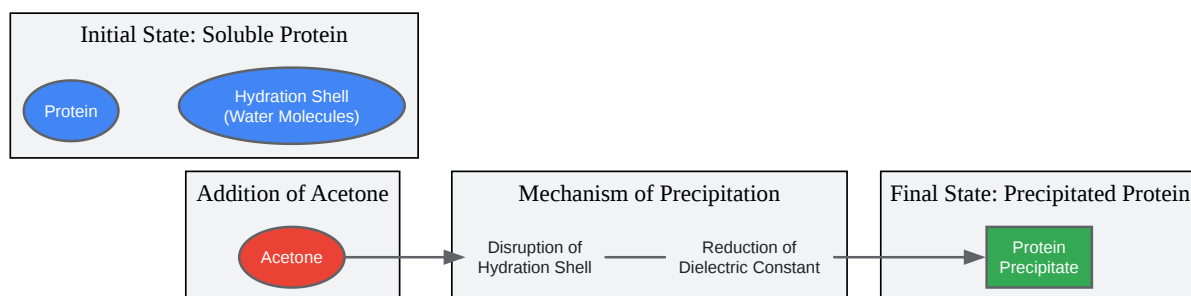 Initial State: Soluble Protein
Protein
Hydration Shell
(Water Molecules)
Addition of Acetone
Acetone
Mechanism of Precipitation
Disruption of
Hydration Shell
Reduction of
Dielectric Constant
Final State: Precipitated Protein
Protein
Precipitate